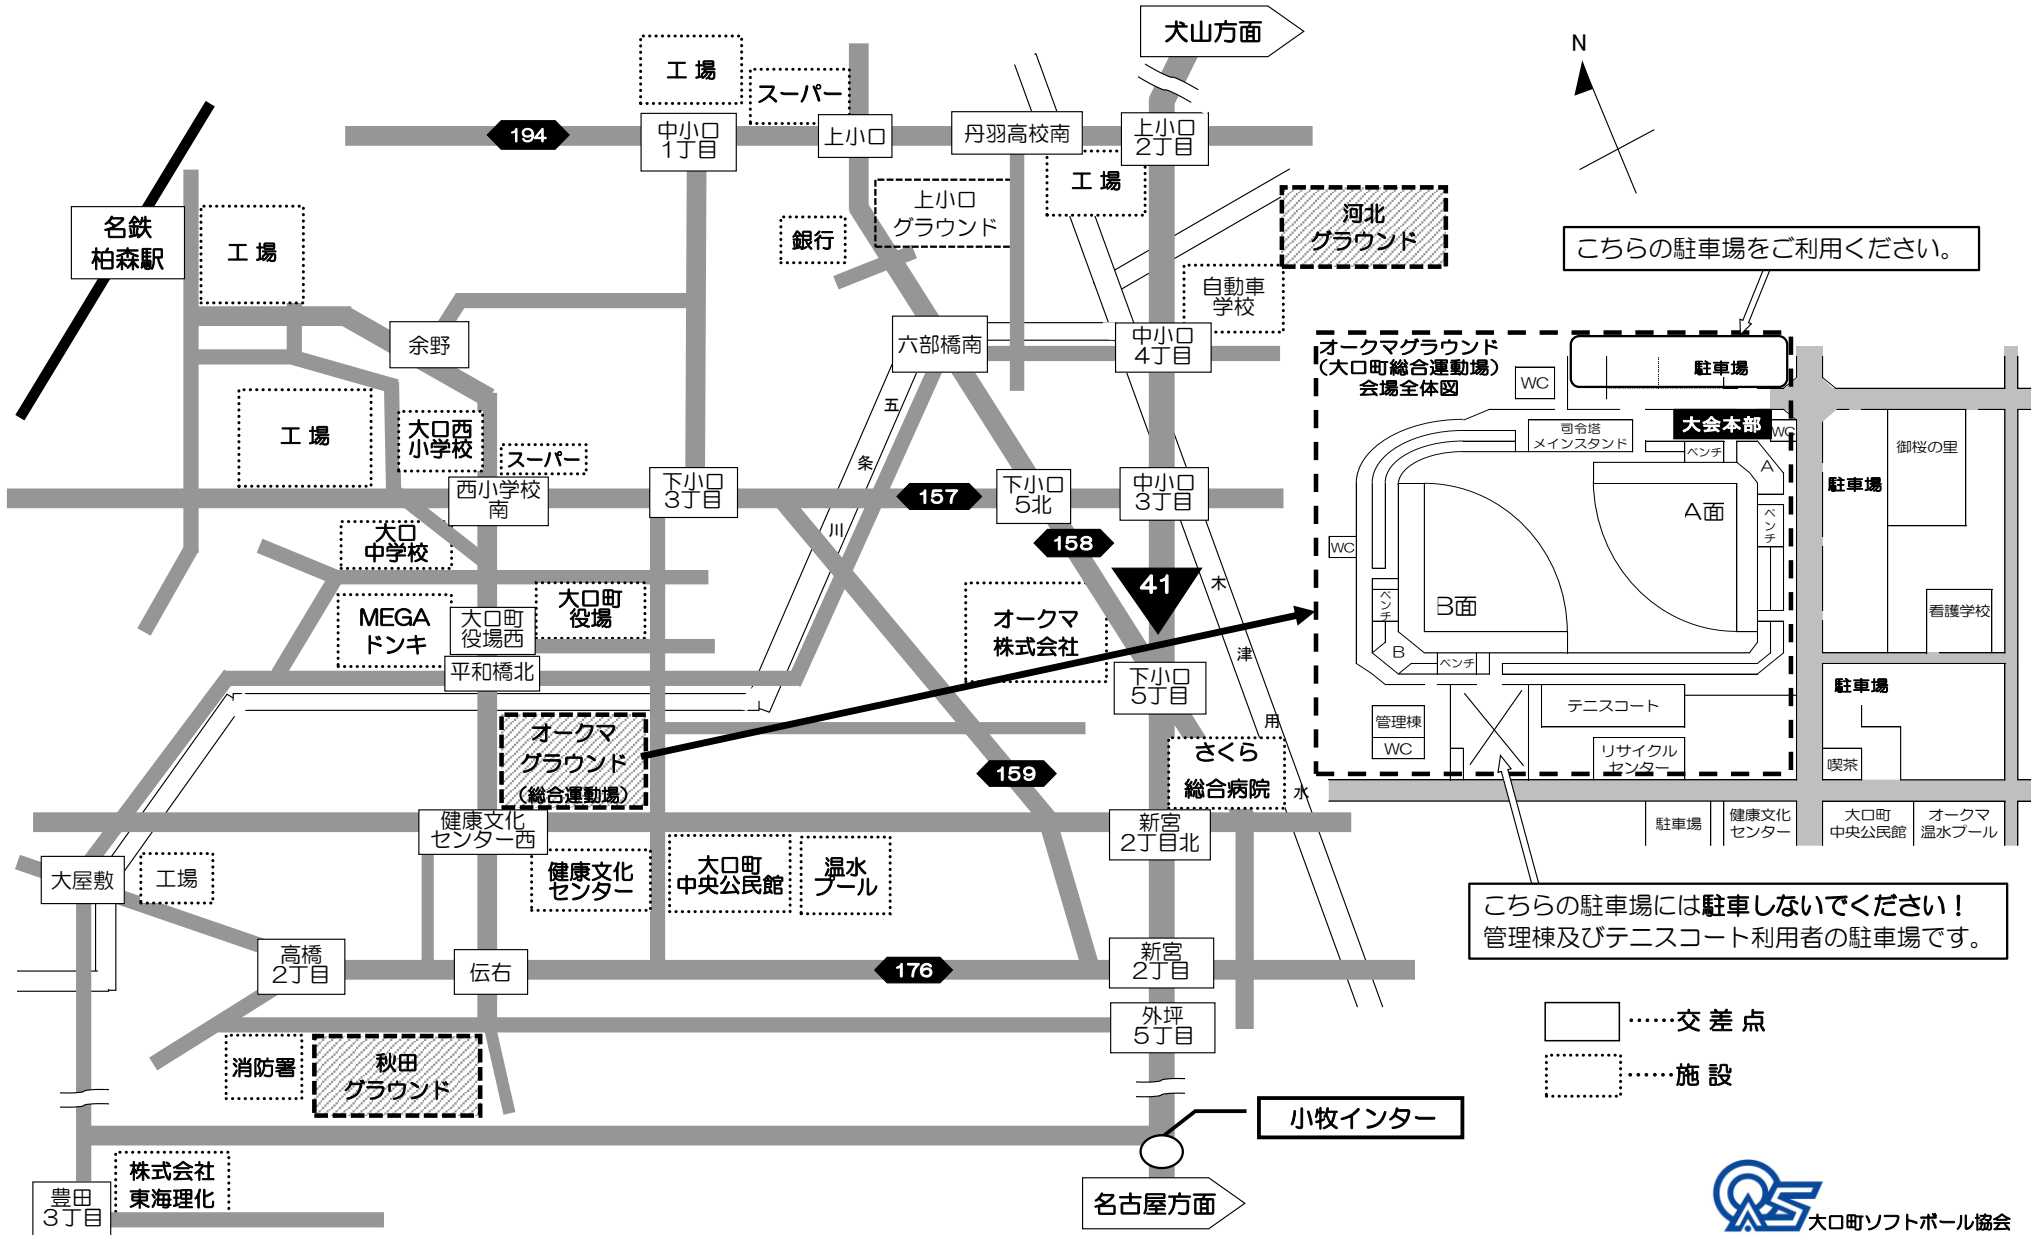 犬山方面
工 場
スーパー
194
中小口
1丁目
上小口
丹羽高校南
上小口
2丁目
N
工 場
名鉄
柏森駅
工 場
銀行
上小口
グラウンド
河北
グラウンド
自動車
学校
こちらの駐車場をご利用ください。
余野
六部橋南
中小口
4丁目
オークマグラウンド
(大口町総合運動場)
会場全体図
WC
駐車場
工 場
大口西
小学校
スーパー
五
条
川
司令塔
メインスタンド
大会本部
WC
ベンチ
A
御桜の里
駐車場
西小学校
南
下小口
3丁目
157
下小口
5北
中小口
3丁目
A面
ベンチ
大口
中学校
158
41
WC
MEGA
ドンキ
大口町
役場西
大口町
役場
オークマ
株式会社
木
津
用
水
ベンチ
B面
看護学校
平和橋北
下小口
5丁目
B
ベンチ
駐車場
オークマ
グラウンド
(総合運動場)
159
さくら
総合病院
管理棟
WC
テニスコート
リサイクル
センター
喫茶
健康文化
センター西
新宮
2丁目北
駐車場
健康文化
センター
大口町
中央公民館
オークマ
温水プール
大屋敷
工場
健康文化
センター
大口町
中央公民館
温水
プール
こちらの駐車場には駐車しないでください！
管理棟及びテニスコート利用者の駐車場です。
高橋
2丁目
伝右
176
新宮
2丁目
外坪
5丁目
……交 差 点
消防署
秋田
グラウンド
……施 設
小牧インター
株式会社
東海理化
豊田
3丁目
名古屋方面
大口町ソフトボール協会